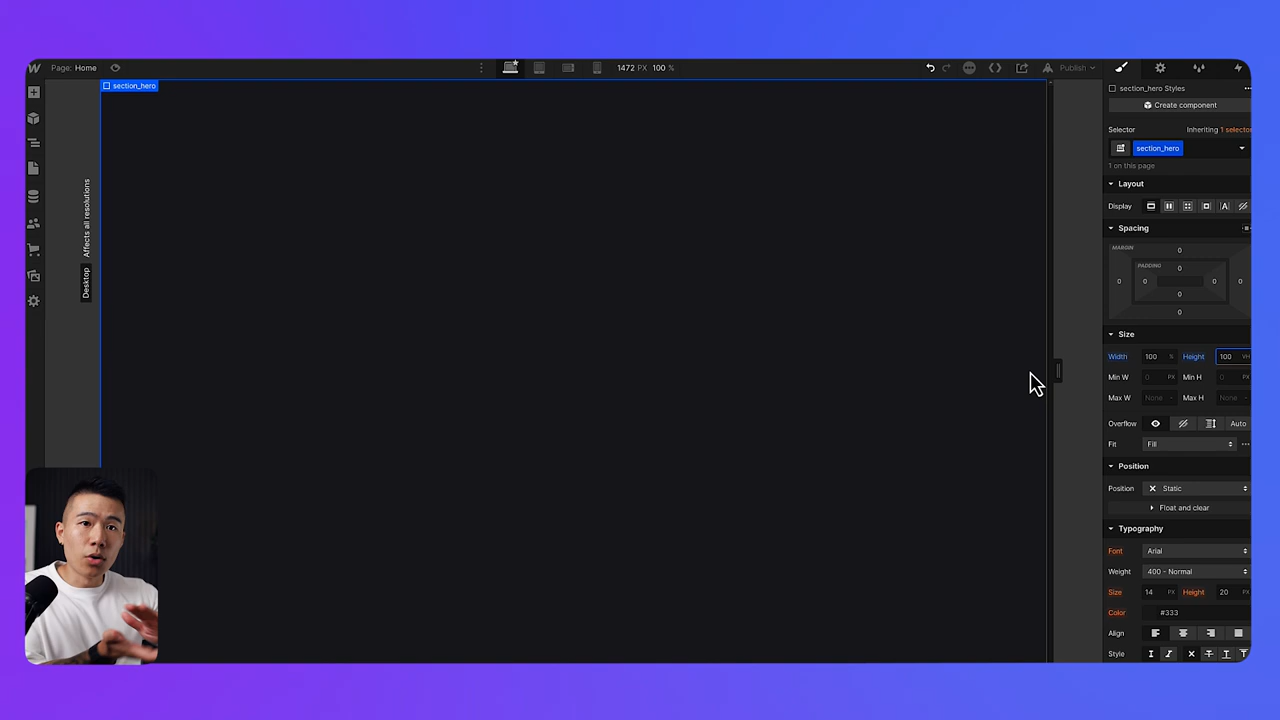 Page: Home
1472 PX 100 %
Publish
section_hero
Affects all resolutions
Desktop
section_hero Styles
Create component
Selector
Inheriting 1 selector
section_hero
1 on this page
Layout
Display
Spacing
MARGIN
0
PADDING
0
0 0 0 0
0
0
Size
Width 100 % Height 100 VH
Min W 0 PX Min H 0 PX
Max W None - Max H None -
Overflow Auto
Fit Fill
Position
Position Static
Float and clear
Typography
Font Arial
Weight 400 - Normal
Size 14 PX Height 20 PX
Color #333
Align
Style